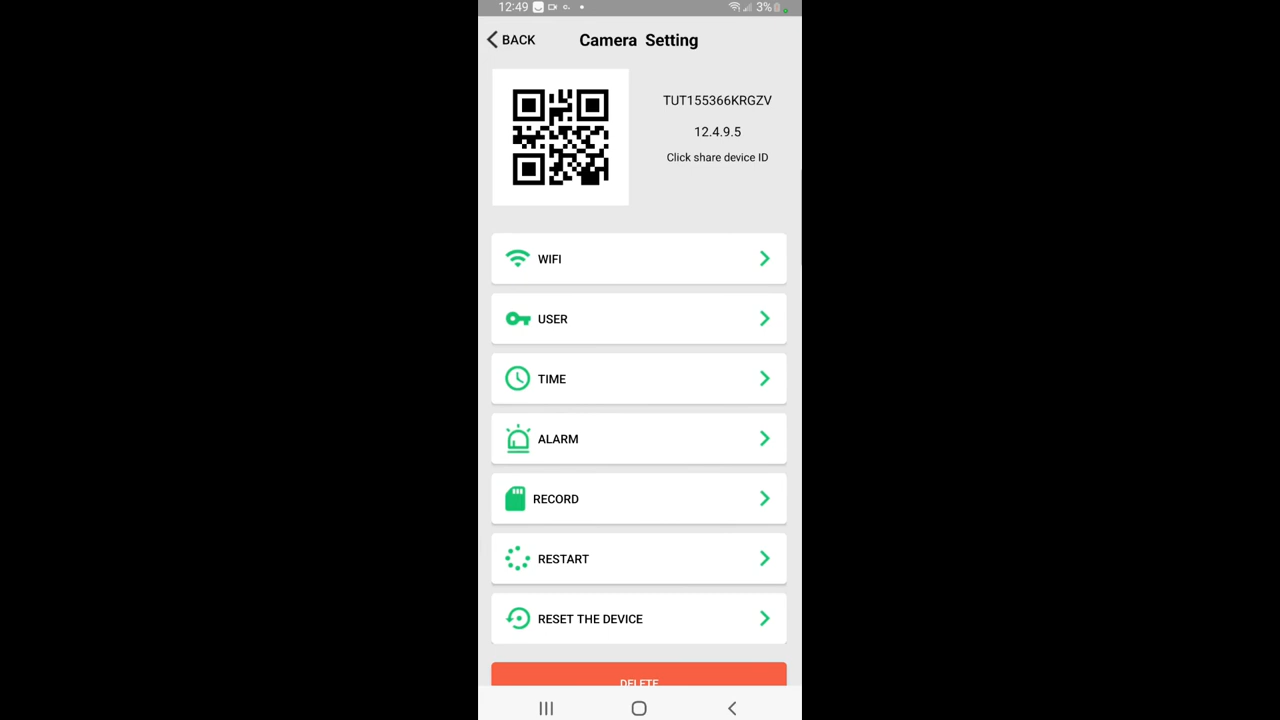 12:49 3%
BACK Camera Setting
TUT155366KRGZV
12.4.9.5
Click share device ID
WIFI
USER
TIME
ALARM
RECORD
RESTART
RESET THE DEVICE
DELETE